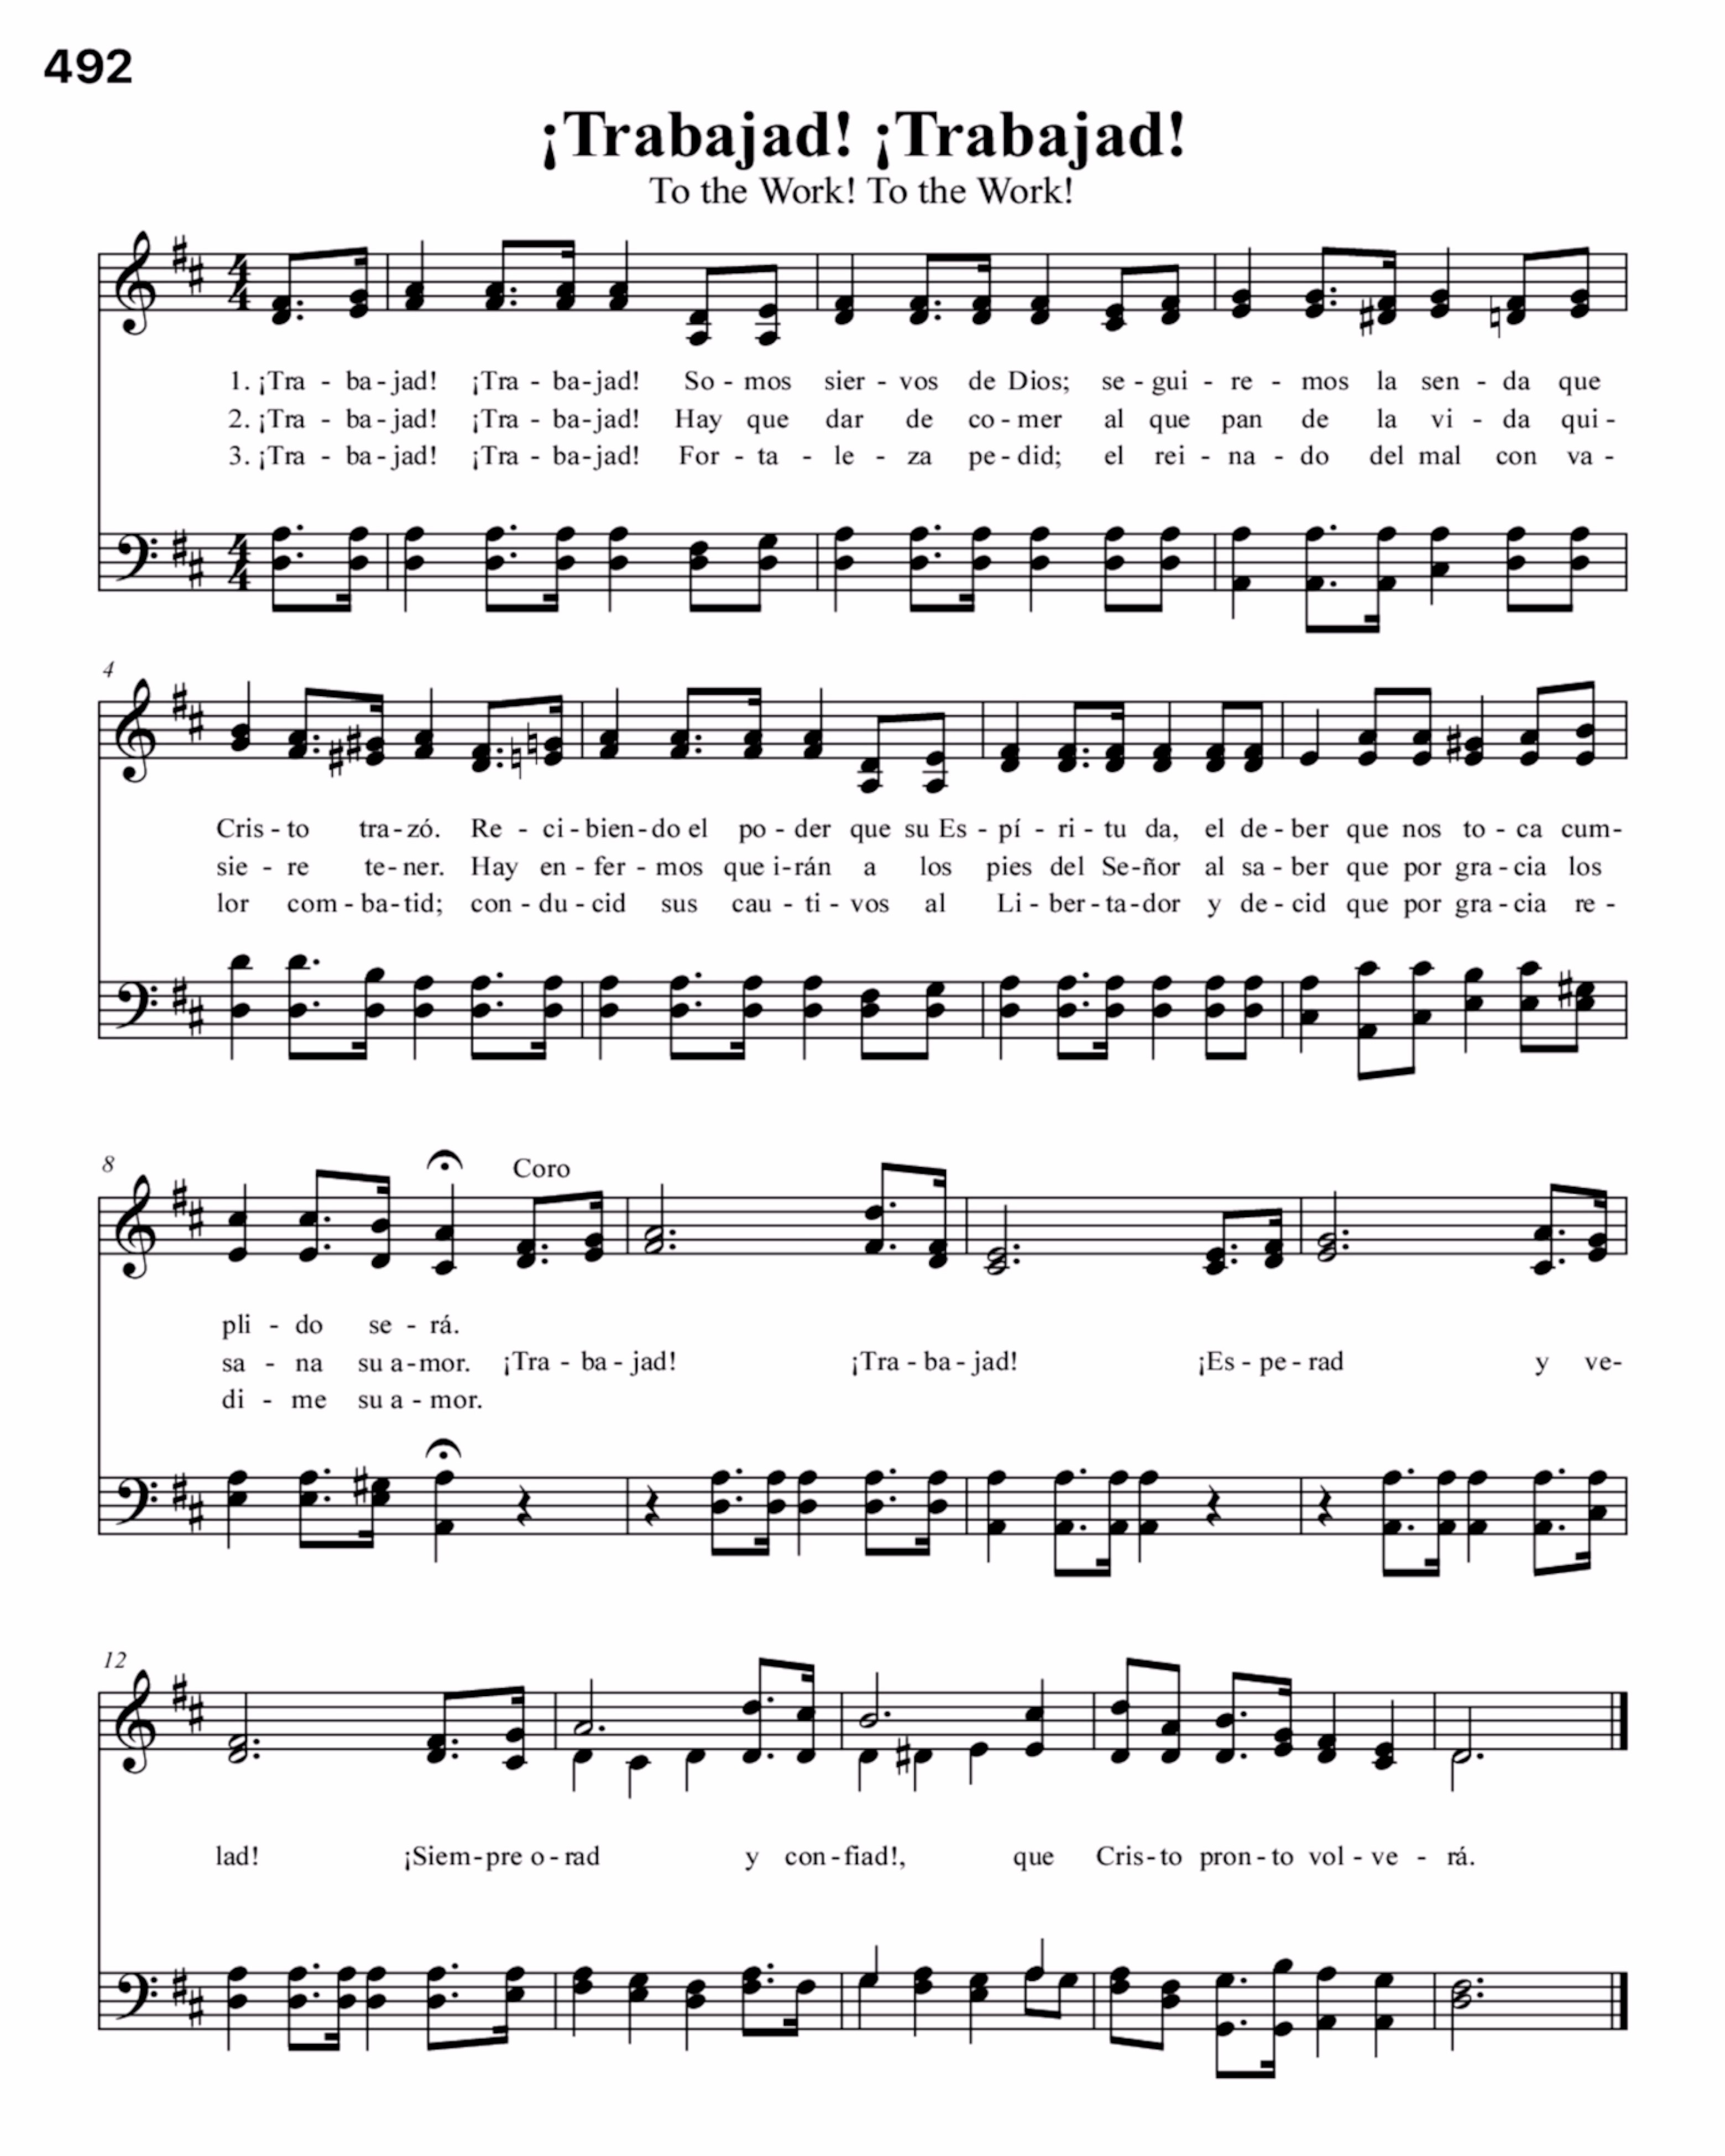 492
¡Trabajad! ¡Trabajad!
To the Work! To the Work!
1. ¡Tra - ba - jad! ¡Tra - ba - jad! So - mos sier - vos de Dios; se - gui - re - mos la sen - da que
2. ¡Tra - ba - jad! ¡Tra - ba - jad! Hay que dar de co - mer al que pan de la vi - da qui -
3. ¡Tra - ba - jad! ¡Tra - ba - jad! For - ta - le - za pe - did; el rei - na - do del mal con va -
4
Cris - to tra - zó. Re - ci - bien - do el po - der que su Es - pí - ri - tu da, el de - ber que nos to - ca cum-
sie - re te - ner. Hay en - fer - mos que i - rán a los pies del Se - ñor al sa - ber que por gra - cia los
lor com - ba - tid; con - du - cid sus cau - ti - vos al Li - ber - ta - dor y de - cid que por gra - cia re -
8
Coro
pli - do se - rá.
sa - na su a - mor. ¡Tra - ba - jad! ¡Tra - ba - jad! ¡Es - pe - rad y ve-
di - me su a - mor.
12
lad! ¡Siem - pre o - rad y con - fiad!, que Cris - to pron - to vol - ve - rá.